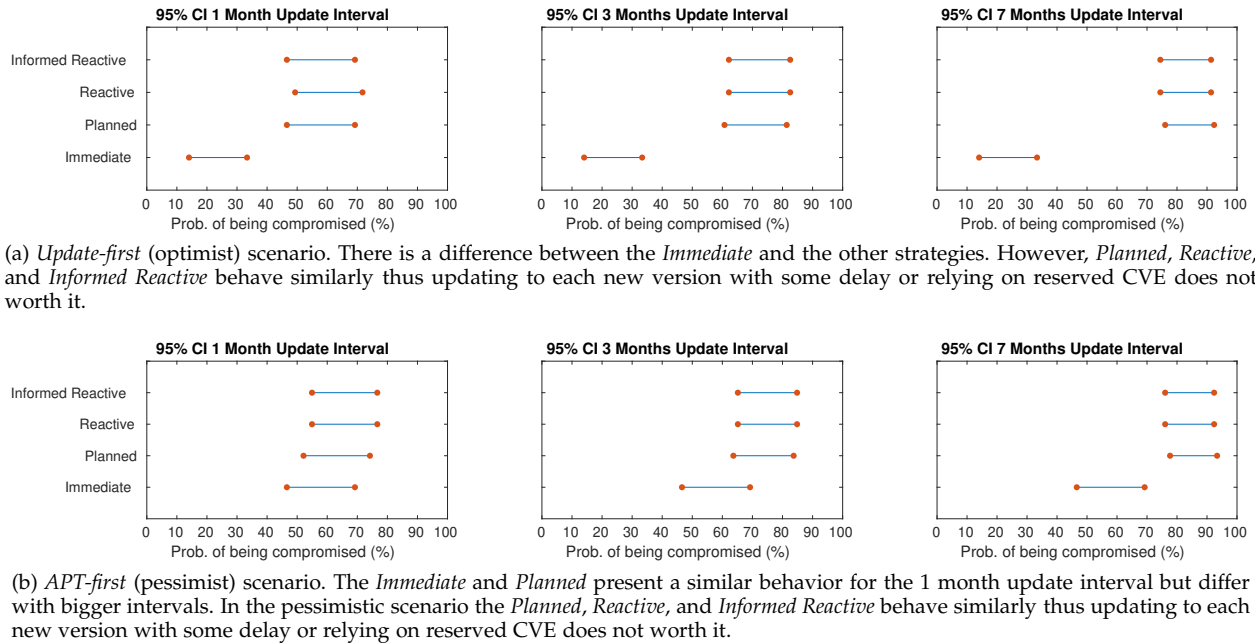 95% CI 1 Month Update Interval
95% CI 3 Months Update Interval
95% CI 7 Months Update Interval
Informed Reactive
Reactive
Planned
Immediate
0 10 20 30 40 50 60 70 80 90 100
0 10 20 30 40 50 60 70 80 90 100
0 10 20 30 40 50 60 70 80 90 100
Prob. of being compromised (%)
Prob. of being compromised (%)
Prob. of being compromised (%)
(a) Update-first (optimist) scenario. There is a difference between the Immediate and the other strategies. However, Planned, Reactive,
and Informed Reactive behave similarly thus updating to each new version with some delay or relying on reserved CVE does not
worth it.
95% CI 1 Month Update Interval
95% CI 3 Months Update Interval
95% CI 7 Months Update Interval
Informed Reactive
Reactive
Planned
Immediate
0 10 20 30 40 50 60 70 80 90 100
0 10 20 30 40 50 60 70 80 90 100
0 10 20 30 40 50 60 70 80 90 100
Prob. of being compromised (%)
Prob. of being compromised (%)
Prob. of being compromised (%)
(b) APT-first (pessimist) scenario. The Immediate and Planned present a similar behavior for the 1 month update interval but differ
with bigger intervals. In the pessimistic scenario the Planned, Reactive, and Informed Reactive behave similarly thus updating to each
new version with some delay or relying on reserved CVE does not worth it.